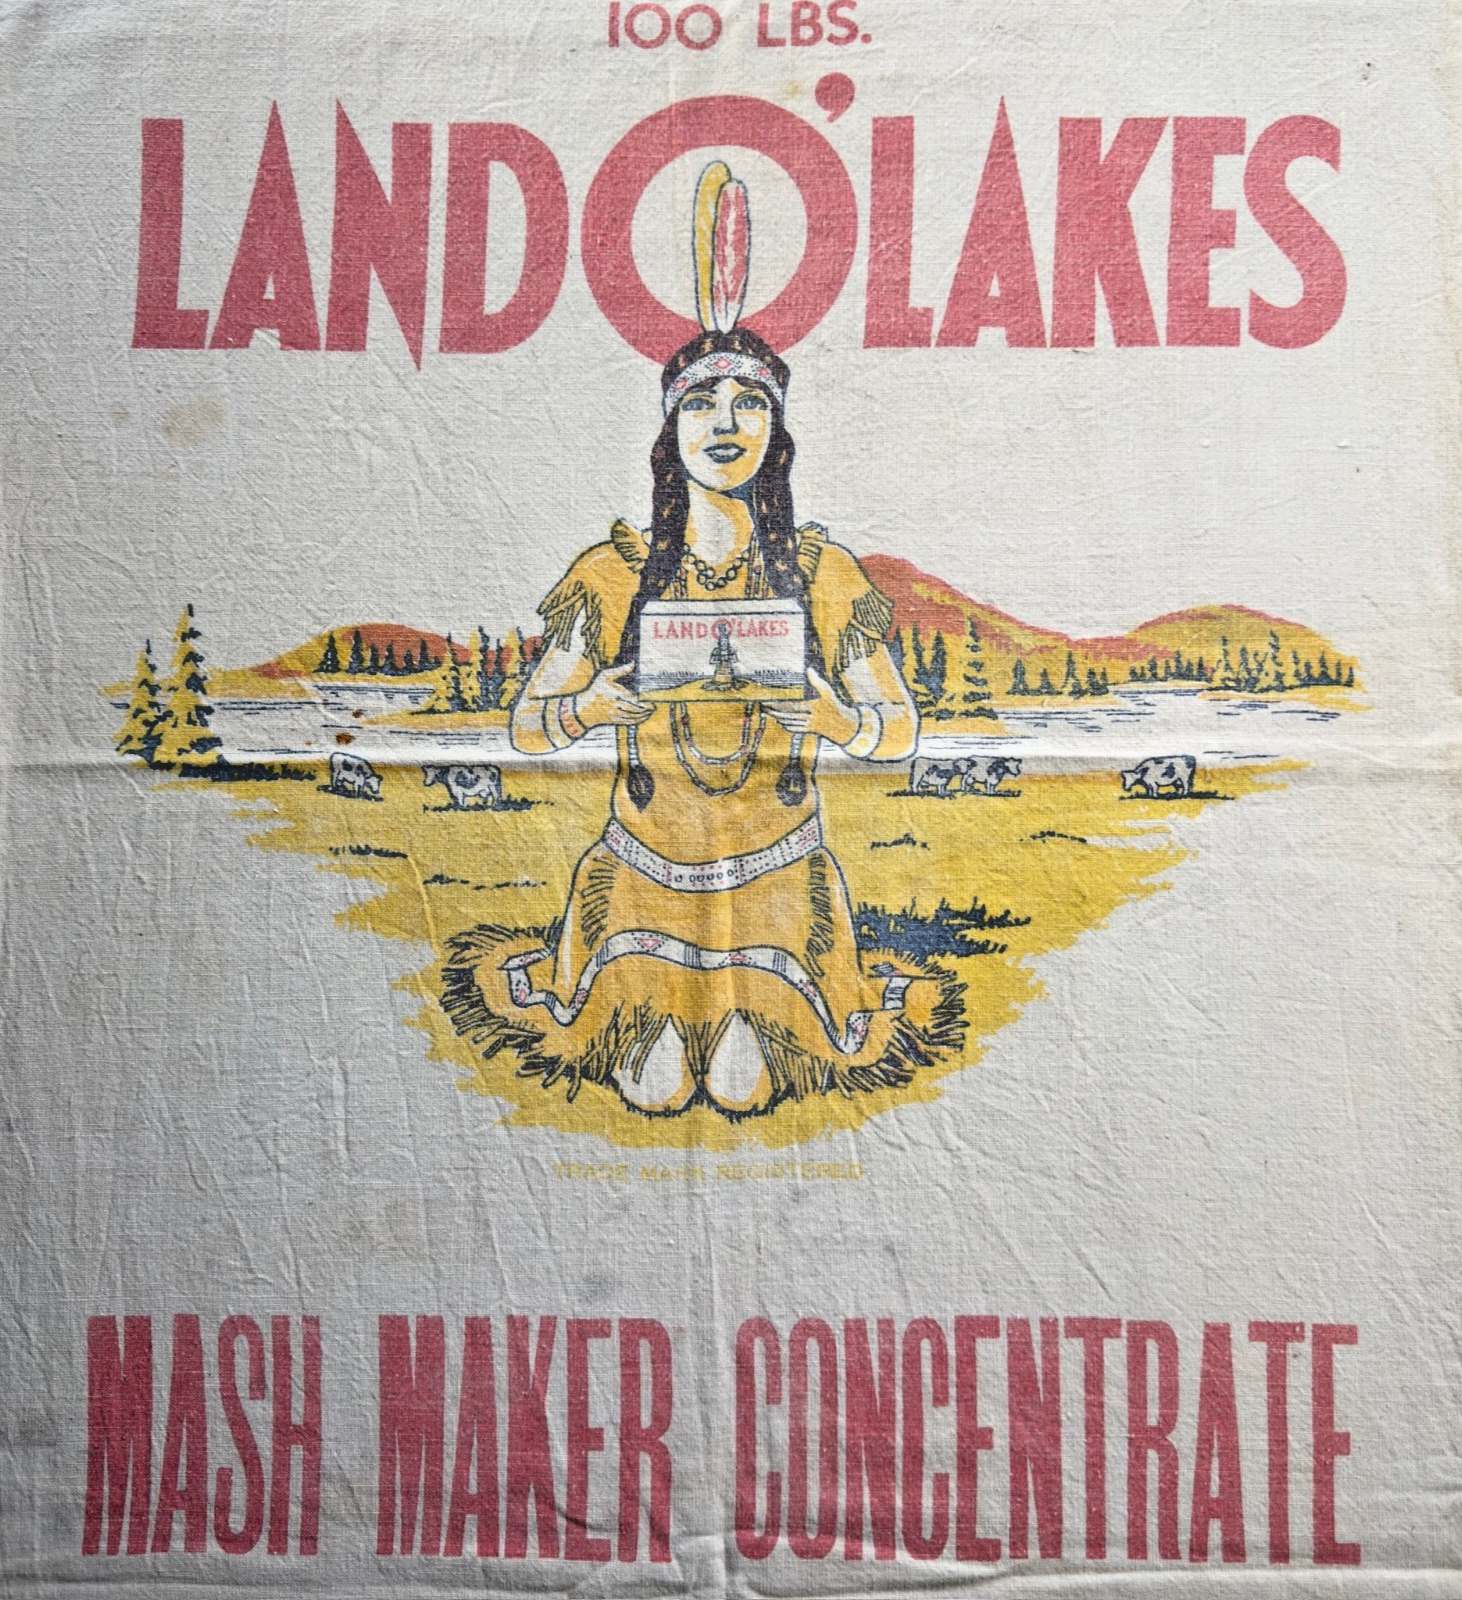 100 LBS.
LAND O'LAKES
LAND O'LAKES
TRADE MARK REGISTERED
MASH MAKER CONCENTRATE